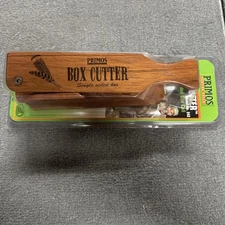 PRIMOS
BOX CUTTER
Single sided box
PRIMOS